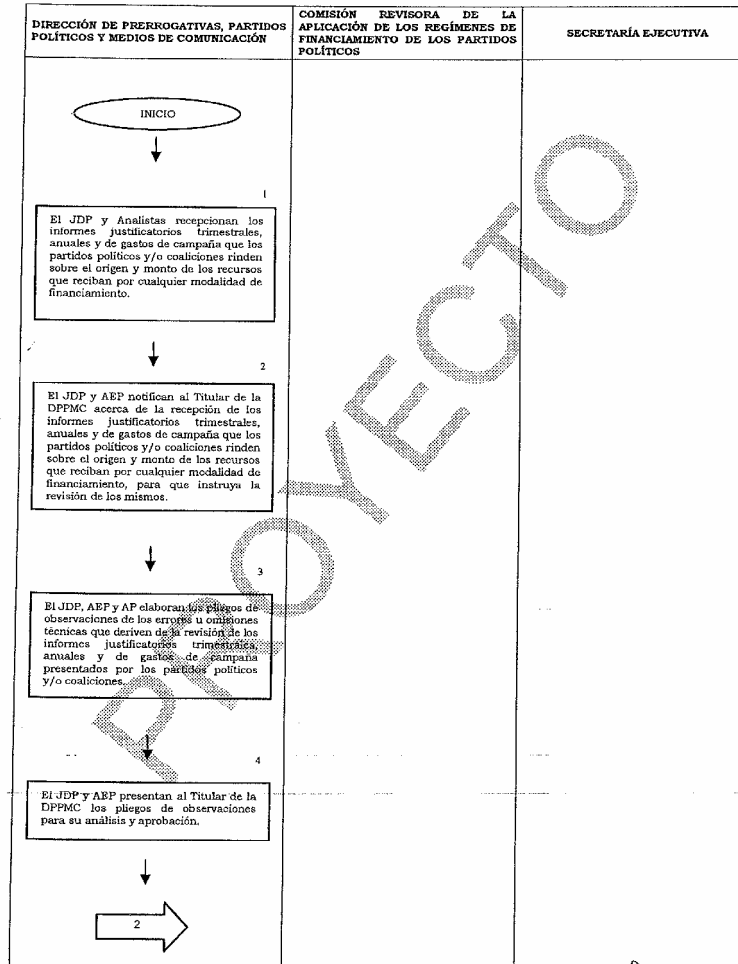 DIRECCIÓN DE PRERROGATIVAS, PARTIDOS
POLÍTICOS Y MEDIOS DE COMUNICACIÓN
COMISIÓN REVISORA DE LA
APLICACIÓN DE LOS REGÍMENES DE
FINANCIAMIENTO DE LOS PARTIDOS
POLÍTICOS
SECRETARÍA EJECUTIVA
INICIO
1
El JDP y Analistas recepcionan los
informes justificatorios trimestrales,
anuales y de gastos de campaña que los
partidos políticos y/o coaliciones rinden
sobre el origen y monto de los recursos
que reciban por cualquier modalidad de
financiamiento.
2
El JDP y AEP notifican al Titular de la
DPPMC acerca de la recepción de los
informes justificatorios trimestrales,
anuales y de gastos de campaña que los
partidos políticos y/o coaliciones rinden
sobre el origen y monto de los recursos
que reciban por cualquier modalidad de
financiamiento, para que instruya la
revisión de los mismos.
3
El JDP, AEP y AP elaboran los pliegos de
observaciones de los errores u omisiones
técnicas que deriven de la revisión de los
informes justificatorios trimestrales,
anuales y de gastos de campaña
presentados por los partidos políticos
y/o coaliciones.
4
El JDP y AEP presentan al Titular de la
DPPMC los pliegos de observaciones
para su análisis y aprobación.
2
PROYECTO